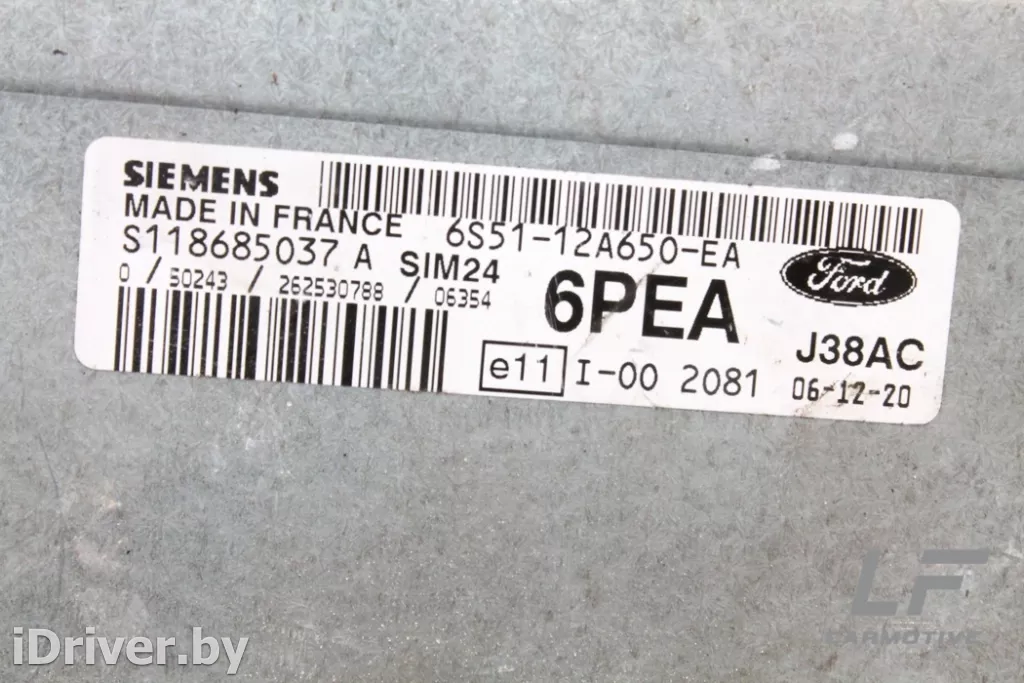 SIEMENS
MADE IN FRANCE 6S51-12A650-EA
S118685037 A SIM24
0 / 50243 / 262530788 / 06354
6PEA
Ford
J38AC
e11 I-00 2081 06-12-20
LF
ARMOTIVE
iDriver.by